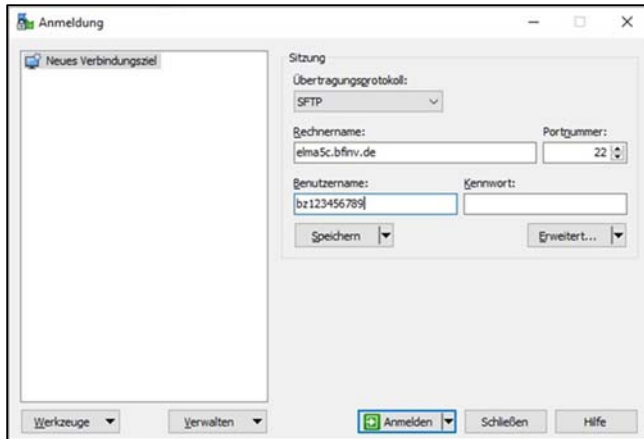 Anmeldung
Neues Verbindungsziel
Sitzung
Übertragungsprotokoll:
SFTP
Rechnername:
Portnummer:
elma5c.bfinv.de
22
Benutzername:
Kennwort:
bz123456789
Speichern
Erweitert...
Werkzeuge
Verwalten
Anmelden
Schließen
Hilfe